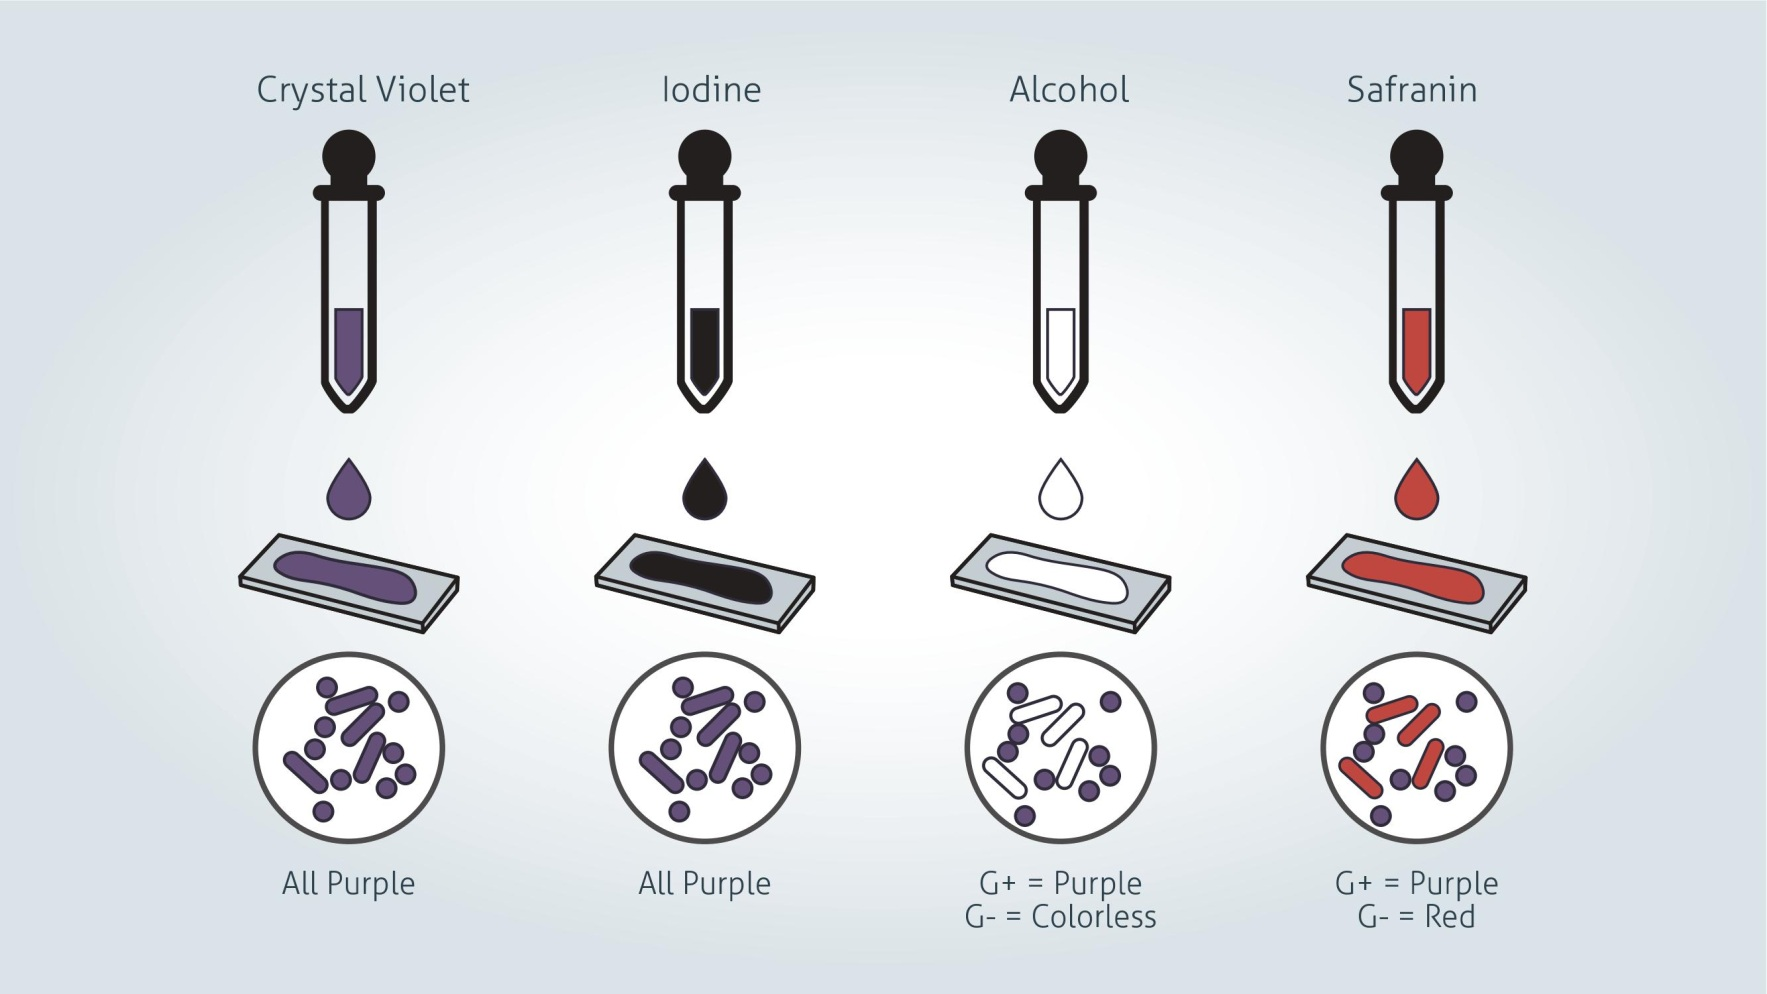 Crystal Violet
Iodine
Alcohol
Safranin
All Purple
All Purple
G+ = Purple
G- = Colorless
G+ = Purple
G- = Red